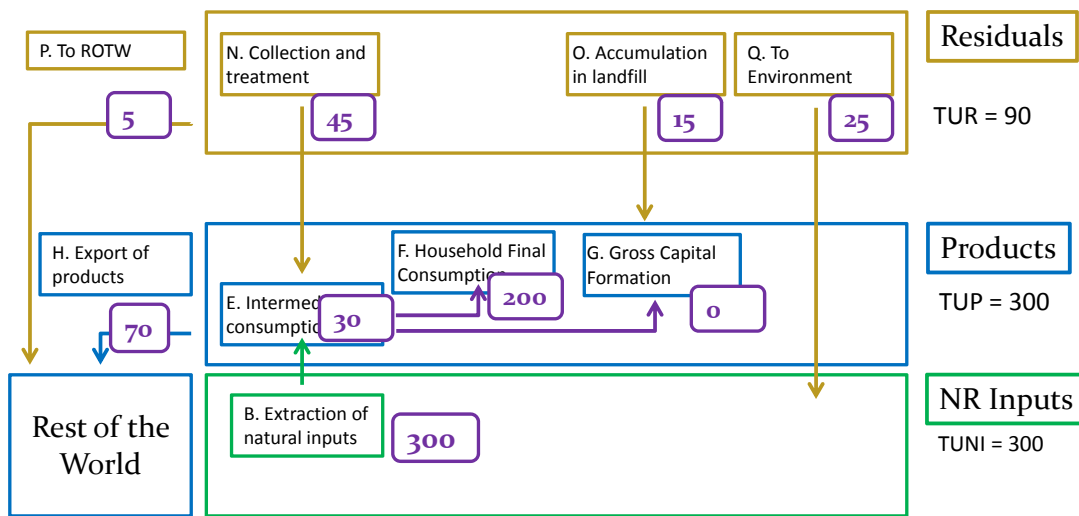 P. To ROTW
5
N. Collection and
treatment
45
O. Accumulation
in landfill
15
Q. To
Environment
25
Residuals
TUR = 90
H. Export of
products
70
E. Intermed
consumptio
30
F. Household Final
Consumption
200
G. Gross Capital
Formation
0
Products
TUP = 300
Rest of the
World
B. Extraction of
natural inputs
300
NR Inputs
TUNI = 300